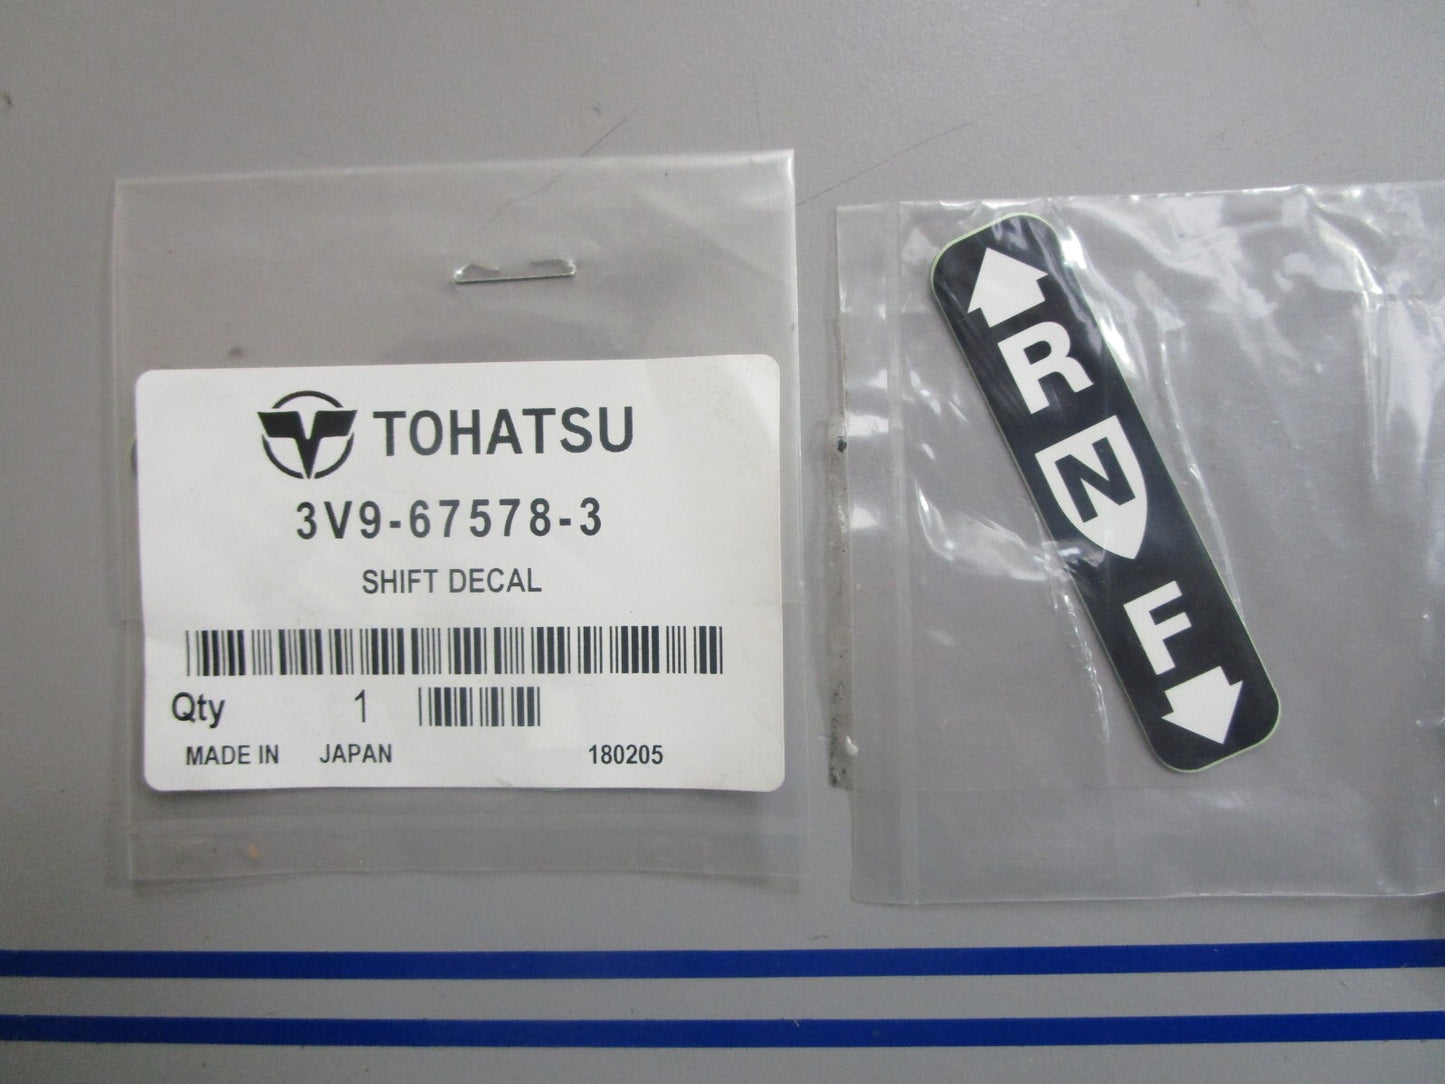 TOHATSU
3V9-67578-3
SHIFT DECAL
Qty 1
MADE IN JAPAN 180205
R
N
F